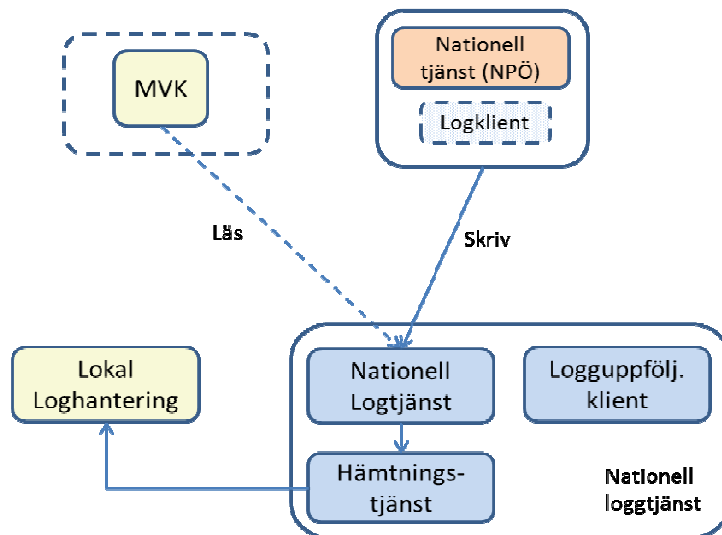 MVK
Nationell
tjänst (NPÖ)
Logklient
Läs
Skriv
Lokal
Loghantering
Nationell
Logtjänst
Logguppfölj.
klient
Hämtnings-
tjänst
Nationell
loggtjänst